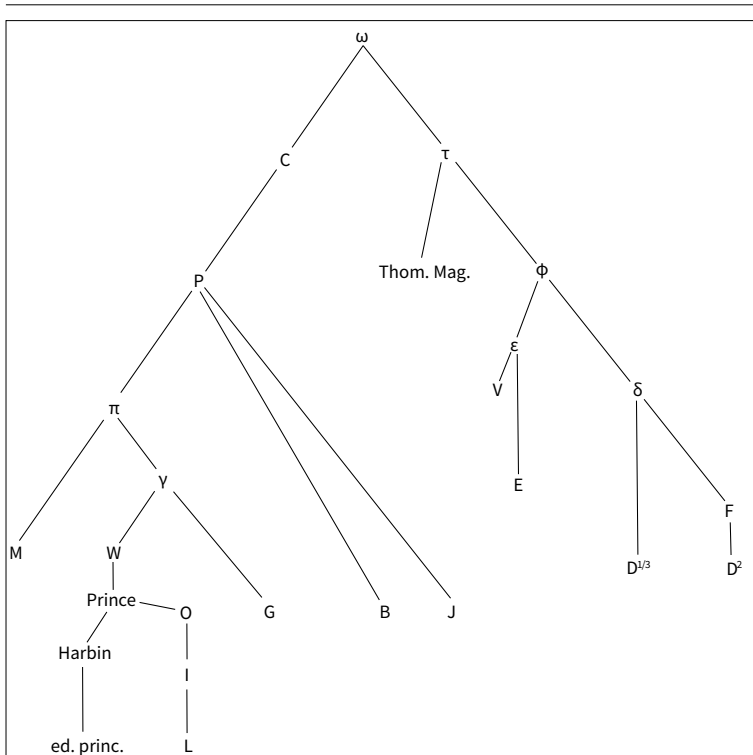 ω
C
τ
P
Thom. Mag.
ϕ
ε
V
δ
π
E
γ
F
M
W
D1/3
D2
Prince
O
G
B
J
Harbin
I
ed. princ.
L